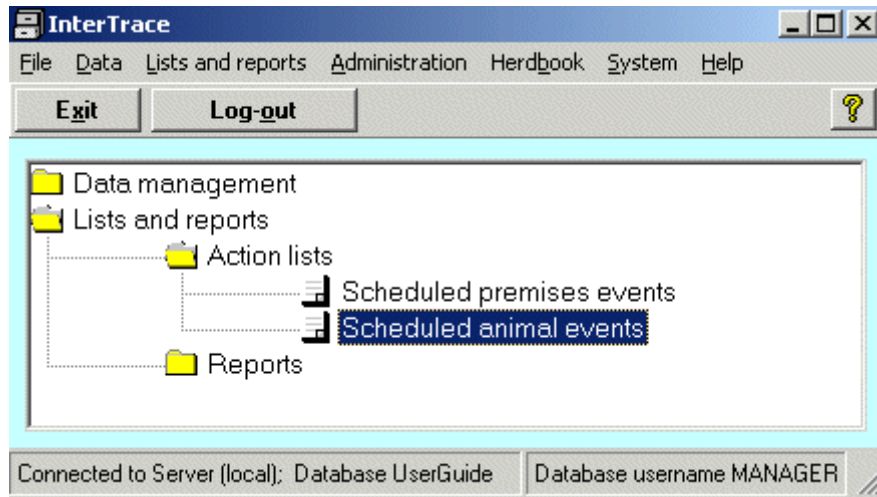 InterTrace
File Data Lists and reports Administration Herdbook System Help
Exit Log-out ?
Data management
Lists and reports
Action lists
Scheduled premises events
Scheduled animal events
Reports
Connected to Server (local); Database UserGuide Database username MANAGER